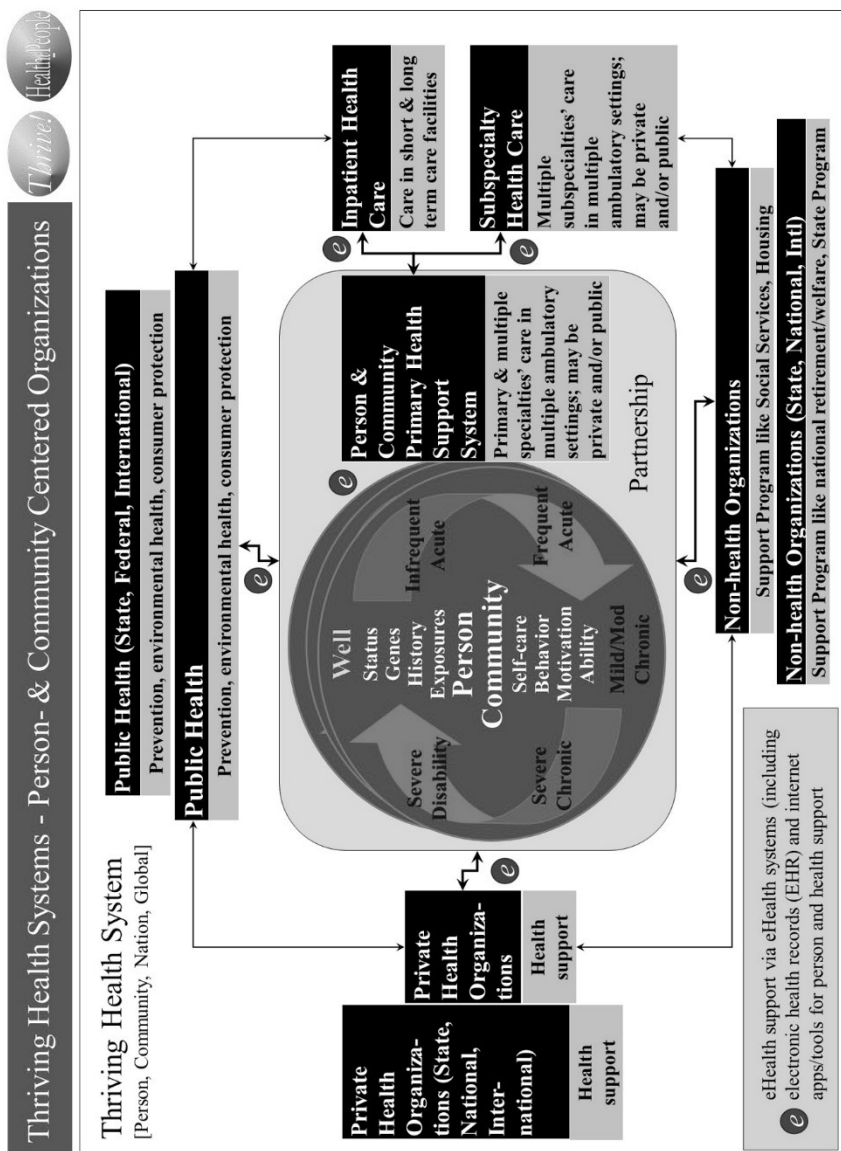 Thriving Health Systems - Person- & Community Centered Organizations
Thrive!
HealthePeople
Thriving Health System
[Person, Community, Nation, Global]
Public Health (State, Federal, International)
Prevention, environmental health, consumer protection
Public Health
Prevention, environmental health, consumer protection
e
Private
Health
Organiza-
tions (State,
National,
Inter-
national)
Health
support
Private
Health
Organiza-
tions
Health
support
e
Well
Infrequent
Acute
Frequent
Acute
Mild/Mod
Chronic
Severe
Chronic
Severe
Disability
Status
Genes
History
Exposures
Person
Community
Self-care
Behavior
Motivation
Ability
e
Person &
Community
Primary Health
Support
System
Primary & multiple
specialties’ care in
multiple ambulatory
settings; may be
private and/or public
Partnership
e
Inpatient Health
Care
Care in short & long
term care facilities
e
Subspecialty
Health Care
Multiple
subspecialties’ care
in multiple
ambulatory settings;
may be private
and/or public
e
Non-health Organizations
Support Program like Social Services, Housing
Non-health Organizations (State, National, Intl)
Support Program like national retirement/welfare, State Program
e
eHealth support via eHealth systems (including
electronic health records (EHR) and internet
apps/tools for person and health support